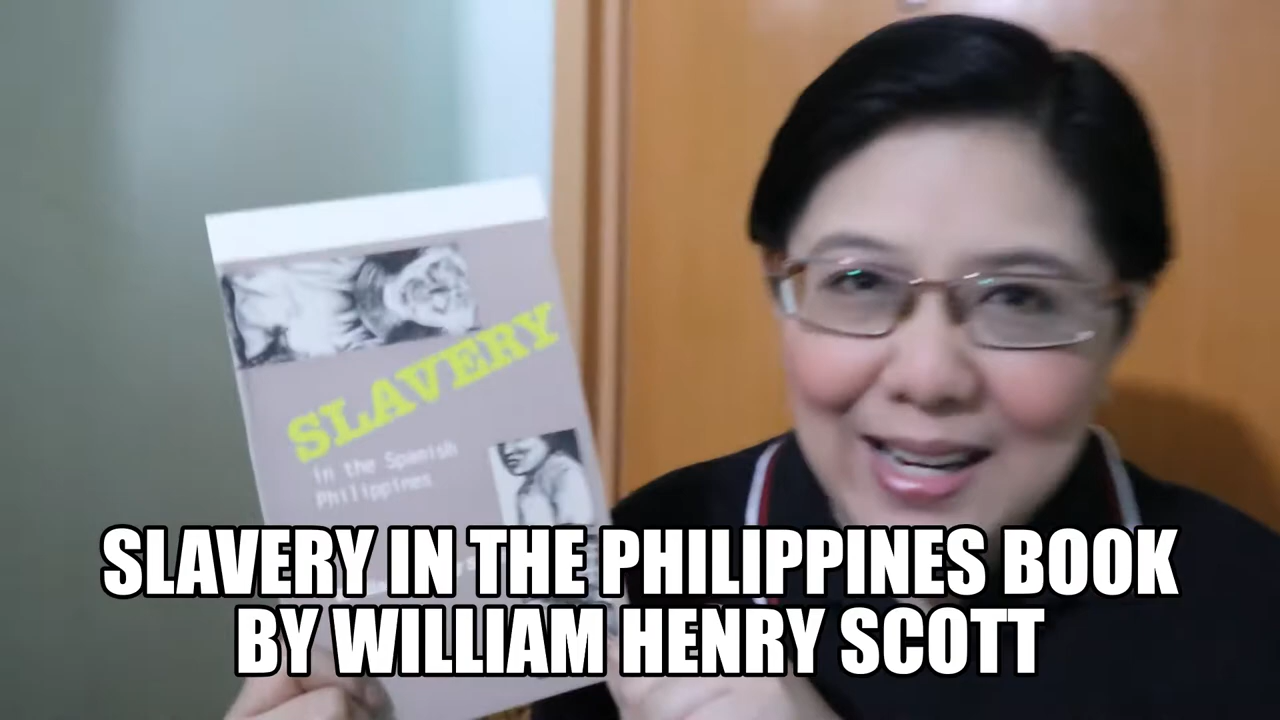 SLAVERY
in the Spanish
Philippines
SLAVERY IN THE PHILIPPINES BOOK
BY WILLIAM HENRY SCOTT